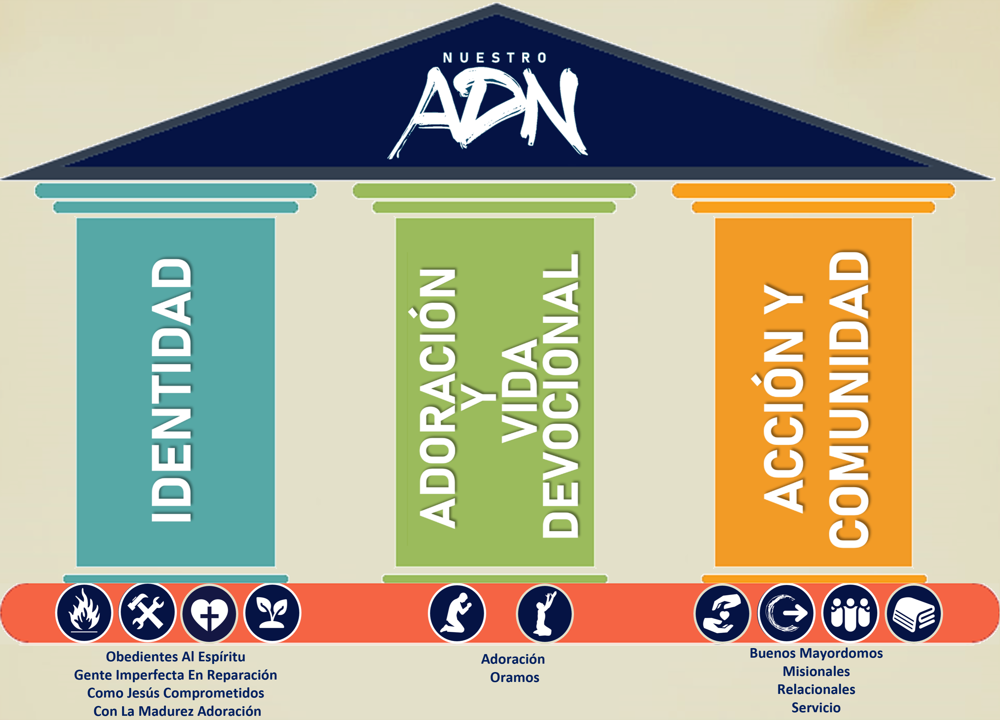 NUESTRO
ADN
IDENTIDAD
ADORACIÓN
Y
VIDA
DEVOCIONAL
ACCIÓN Y
COMUNIDAD
Obedientes Al Espíritu
Gente Imperfecta En Reparación
Como Jesús Comprometidos
Con La Madurez Adoración
Adoración
Oramos
Buenos Mayordomos
Misionales
Relacionales
Servicio